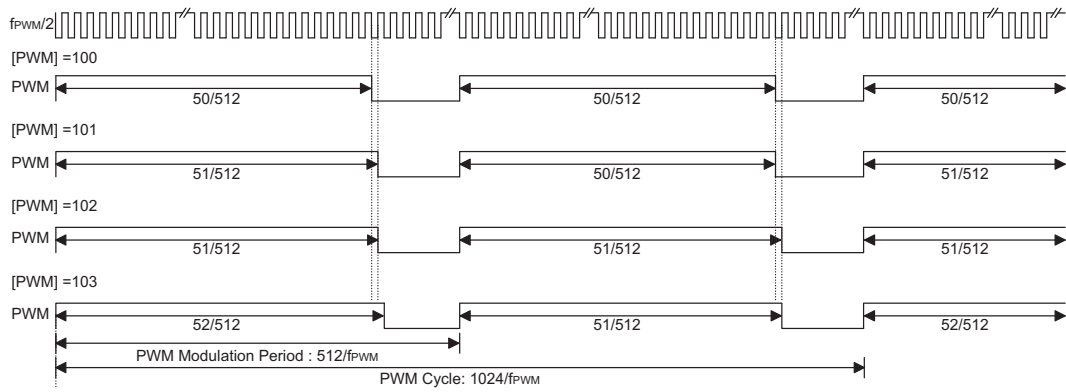 fPWM/2
[PWM] =100
PWM 50/512 50/512 50/512
[PWM] =101
PWM 51/512 50/512 51/512
[PWM] =102
PWM 51/512 51/512 51/512
[PWM] =103
PWM 52/512 51/512 52/512
PWM Modulation Period : 512/fPWM
PWM Cycle: 1024/fPWM